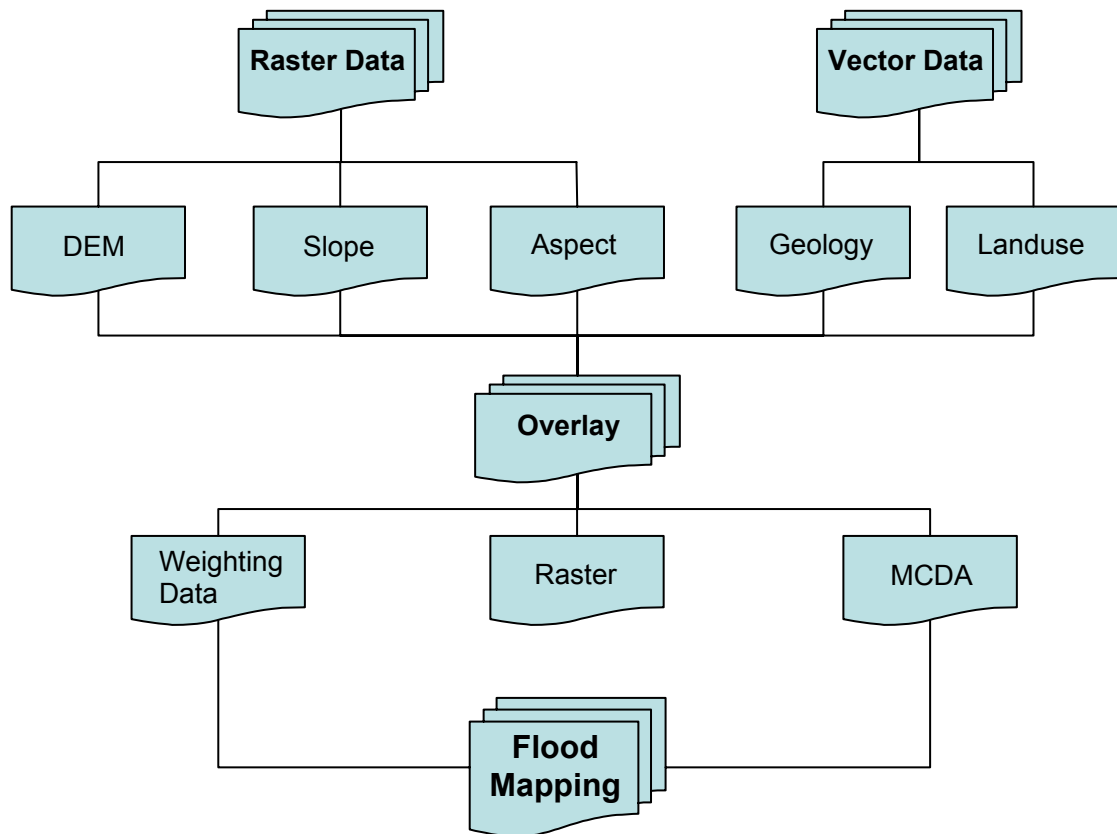 Raster Data
Vector Data
DEM
Slope
Aspect
Geology
Landuse
Overlay
Weighting
Data
Raster
MCDA
Flood
Mapping